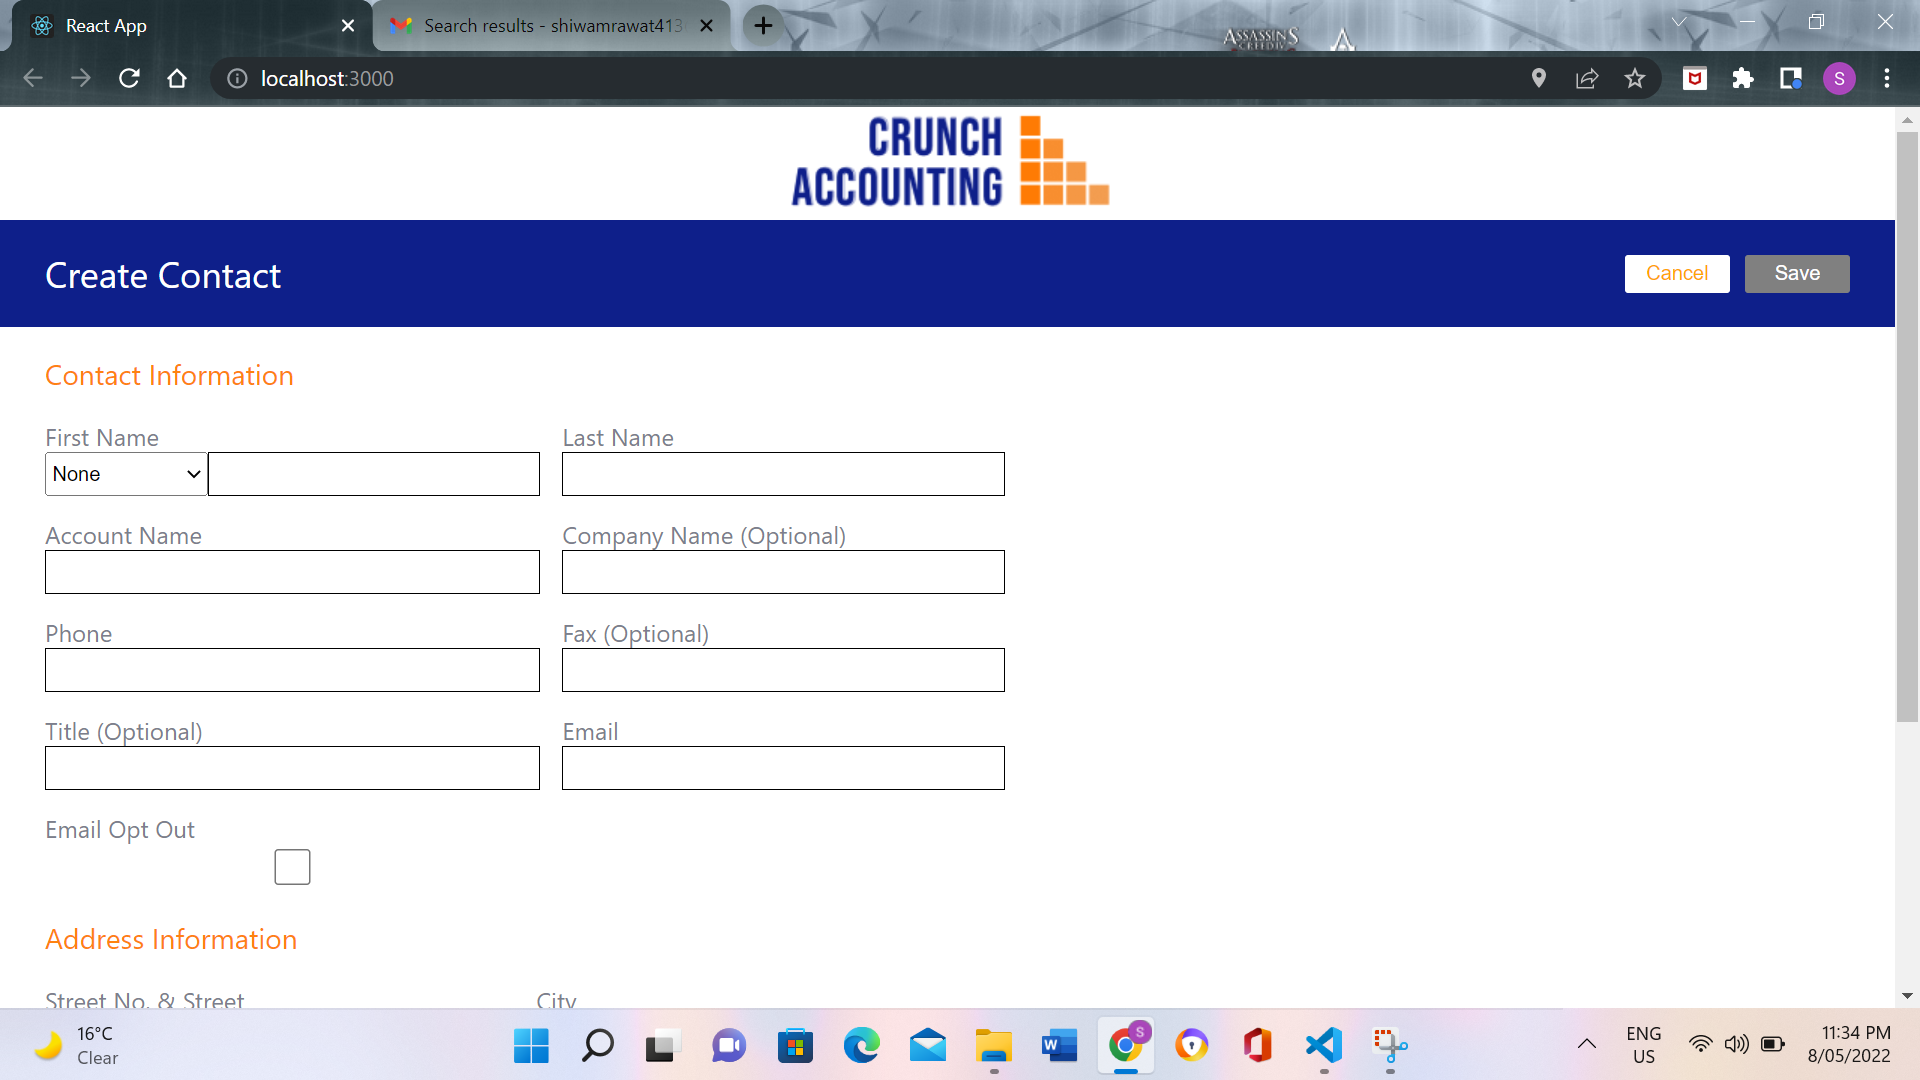 React App
Search results - shiwamrawat413
ASSASSIN'S
CREED IV
localhost:3000
S
CRUNCH
ACCOUNTING
Create Contact
Cancel
Save
Contact Information
First Name
Last Name
None
Account Name
Company Name (Optional)
Phone
Fax (Optional)
Title (Optional)
Email
Email Opt Out
Address Information
Street No. & Street
City
16°C
Clear
W
S
ENG
US
11:34 PM
8/05/2022